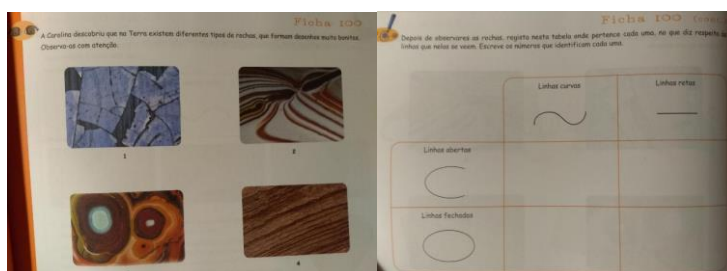 Ficha 100
A Carolina descobriu que na Terra existem diferentes tipos de rochas, que formam desenhos muito bonitos.
Observa-as com atenção.
1
2
4
Ficha 100
Depois de observares as rochas, regista nesta tabela onde pertence cada uma, no que diz respeito às
linhas que nelas se veem. Escreve os números que identificam cada uma.
Linhas curvas
Linhas retas
Linhas abertas
Linhas fechadas